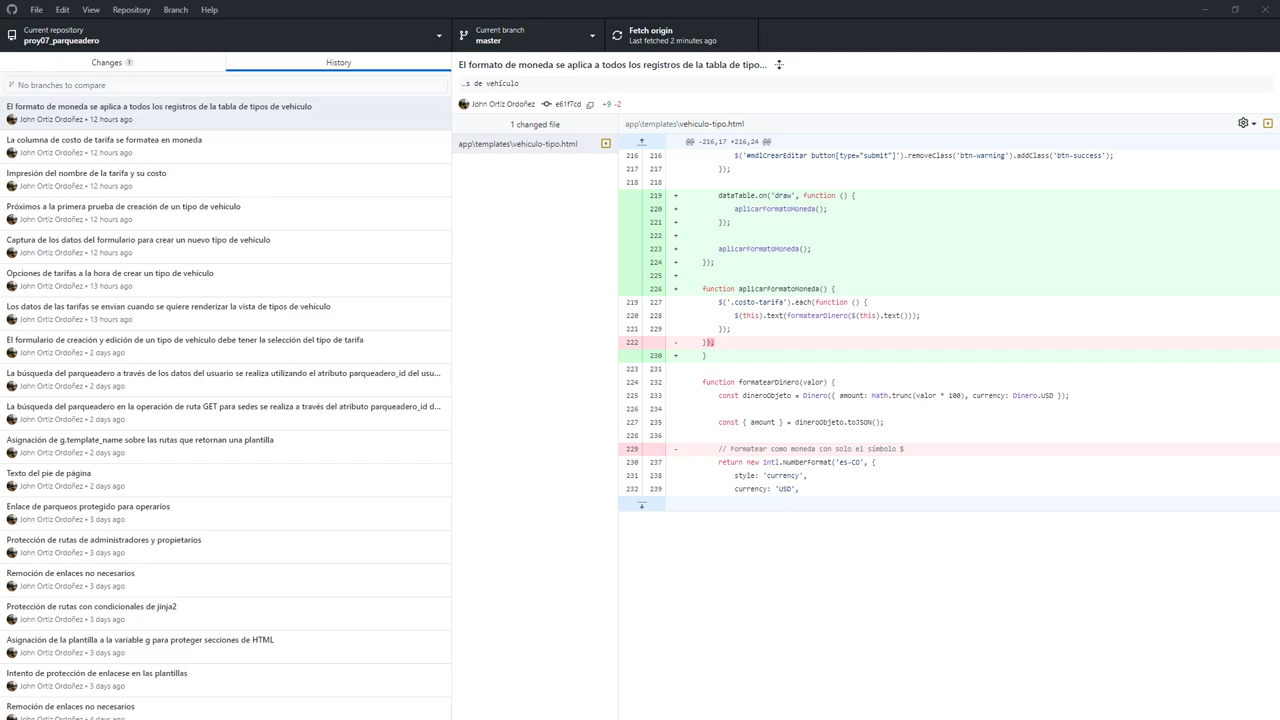 File Edit View Repository Branch Help
Current repository
proy07_parqueadero
Current branch
master
Fetch origin
Last fetched 2 minutes ago
Changes 1
History
No branches to compare
El formato de moneda se aplica a todos los registros de la tabla de tipos de vehículo
John Ortiz Ordoñez • 12 hours ago
La columna de costo de tarifa se formatea en moneda
John Ortiz Ordoñez • 12 hours ago
Impresión del nombre de la tarifa y su costo
John Ortiz Ordoñez • 12 hours ago
Próximos a la primera prueba de creación de un tipo de vehículo
John Ortiz Ordoñez • 12 hours ago
Captura de los datos del formulario para crear un nuevo tipo de vehículo
John Ortiz Ordoñez • 12 hours ago
Opciones de tarifas a la hora de crear un tipo de vehículo
John Ortiz Ordoñez • 13 hours ago
Los datos de las tarifas se envían cuando se quiere renderizar la vista de tipos de vehículo
John Ortiz Ordoñez • 13 hours ago
El formulario de creación y edición de un tipo de vehículo debe tener la selección del tipo de tarifa
John Ortiz Ordoñez • 2 days ago
La búsqueda del parqueadero a través de los datos del usuario se realiza utilizando el atributo parqueadero_id del usu...
John Ortiz Ordoñez • 2 days ago
La búsqueda del parqueadero en la operación de ruta GET para sedes se realiza a través del atributo parqueadero_id d...
John Ortiz Ordoñez • 2 days ago
Asignación de g.template_name sobre las rutas que retornan una plantilla
John Ortiz Ordoñez • 2 days ago
Texto del pie de página
John Ortiz Ordoñez • 2 days ago
Enlace de parqueos protegido para operarios
John Ortiz Ordoñez • 3 days ago
Protección de rutas de administradores y propietarios
John Ortiz Ordoñez • 3 days ago
Remoción de enlaces no necesarios
John Ortiz Ordoñez • 3 days ago
Protección de rutas con condicionales de jinja2
John Ortiz Ordoñez • 3 days ago
Asignación de la plantilla a la variable g para proteger secciones de HTML
John Ortiz Ordoñez • 3 days ago
Intento de protección de enlacese en las plantillas
John Ortiz Ordoñez • 3 days ago
Remoción de enlaces no necesarios
John Ortiz Ordoñez • 4 days ago
El formato de moneda se aplica a todos los registros de la tabla de tipo...
…s de vehículo
John Ortiz Ordoñez e61f7cd +9 -2
1 changed file
app\templates\vehiculo-tipo.html
app\templates\vehiculo-tipo.html
@@ -216,17 +216,24 @@
216 216 $('#mdlCrearEditar button[type="submit"]').removeClass('btn-warning').addClass('btn-success');
217 217 });
218 218
219 + dataTable.on('draw', function () {
220 + aplicarFormatoMoneda();
221 + });
222 +
223 + aplicarFormatoMoneda();
224 + });
225 +
226 + function aplicarFormatoMoneda() {
219 227 $('.costo-tarifa').each(function () {
220 228 $(this).text(formatearDinero($(this).text()));
221 229 });
222 - });
230 + }
223 231
224 232 function formatearDinero(valor) {
225 233 const dineroObjeto = Dinero({ amount: Math.trunc(valor * 100), currency: Dinero.USD });
226 234
227 235 const { amount } = dineroObjeto.toJSON();
228 236
229 - // Formatear como moneda con solo el símbolo $
230 237 return new Intl.NumberFormat('es-CO', {
231 238 style: 'currency',
232 239 currency: 'USD',